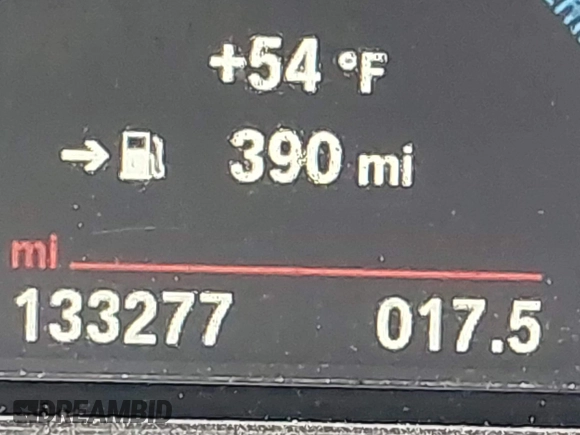 +54 °F
→ 390 mi
mi
133277 017.5
DREAMBID